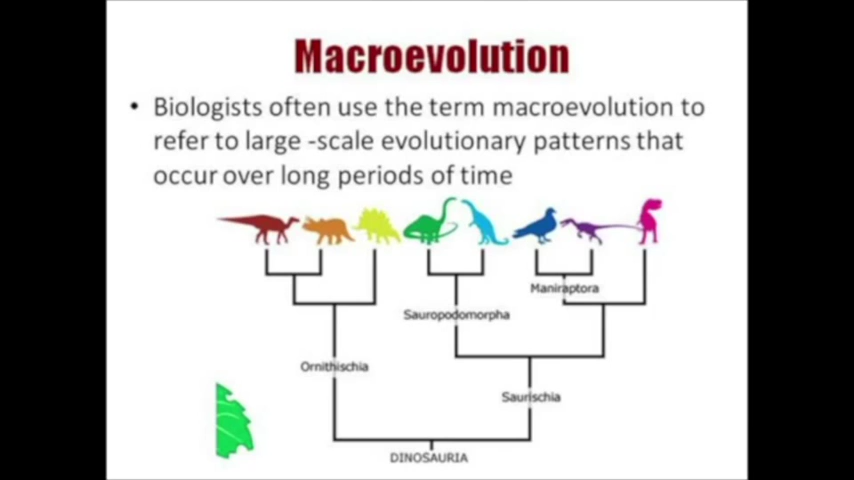 Macroevolution
• Biologists often use the term macroevolution to
refer to large -scale evolutionary patterns that
occur over long periods of time
Maniraptora
Sauropodomorpha
Ornithischia
Saurischia
DINOSAURIA